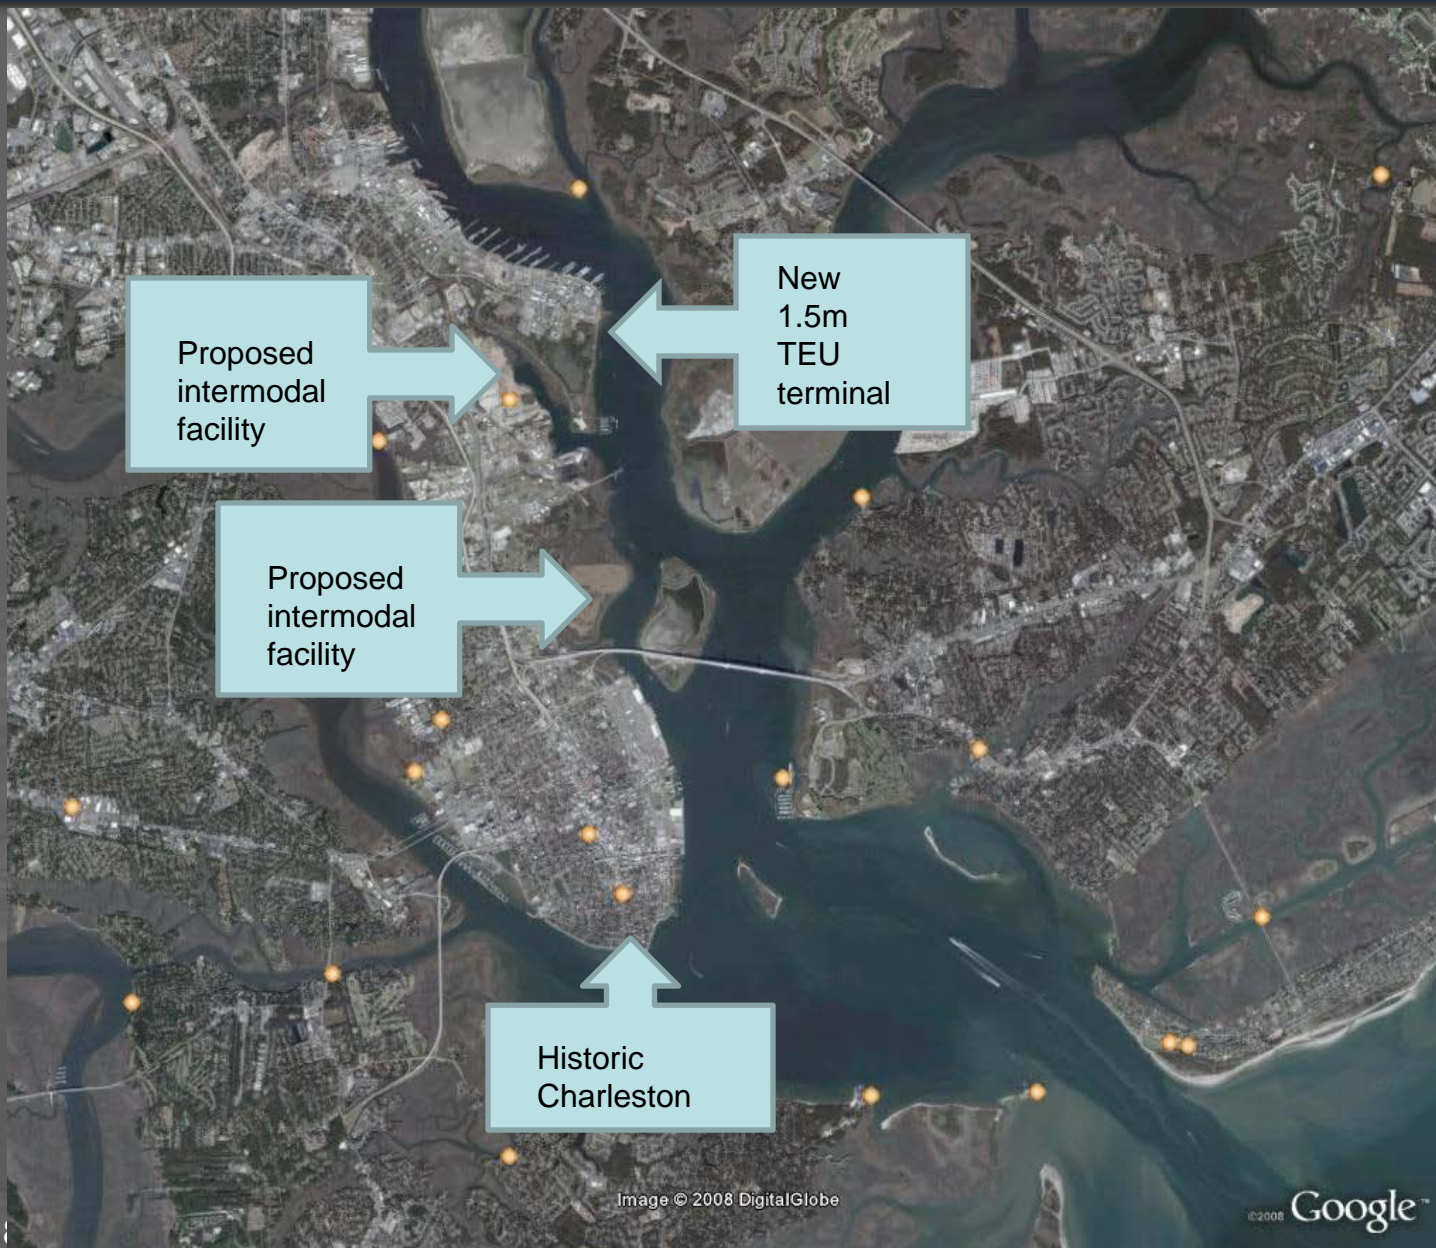 New
1.5m
TEU
terminal
Proposed
intermodal
facility
Proposed
intermodal
facility
Historic
Charleston
Image © 2008 DigitalGlobe
©2008 Google™